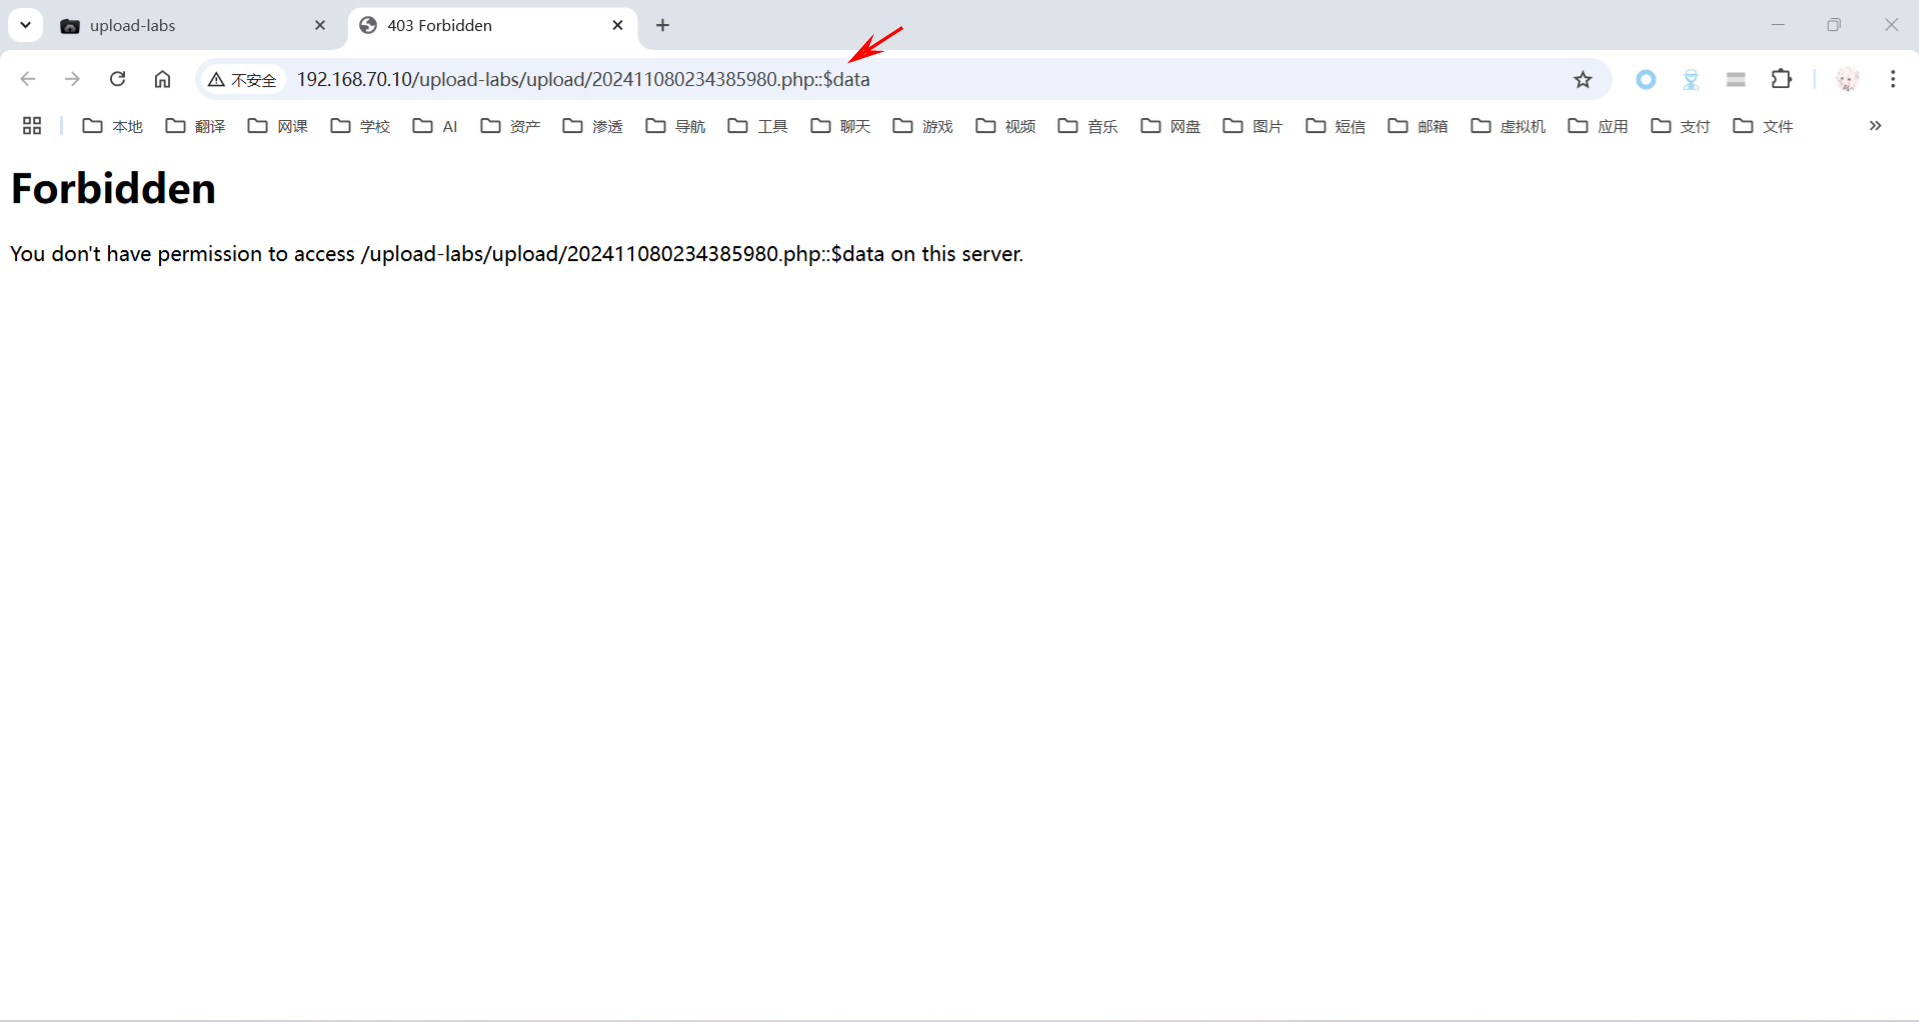 upload-labs
403 Forbidden
不安全 192.168.70.10/upload-labs/upload/202411080234385980.php::$data
本地 翻译 网课 学校 AI 资产 渗透 导航 工具 聊天 游戏 视频 音乐 网盘 图片 短信 邮箱 虚拟机 应用 支付 文件
Forbidden
You don't have permission to access /upload-labs/upload/202411080234385980.php::$data on this server.